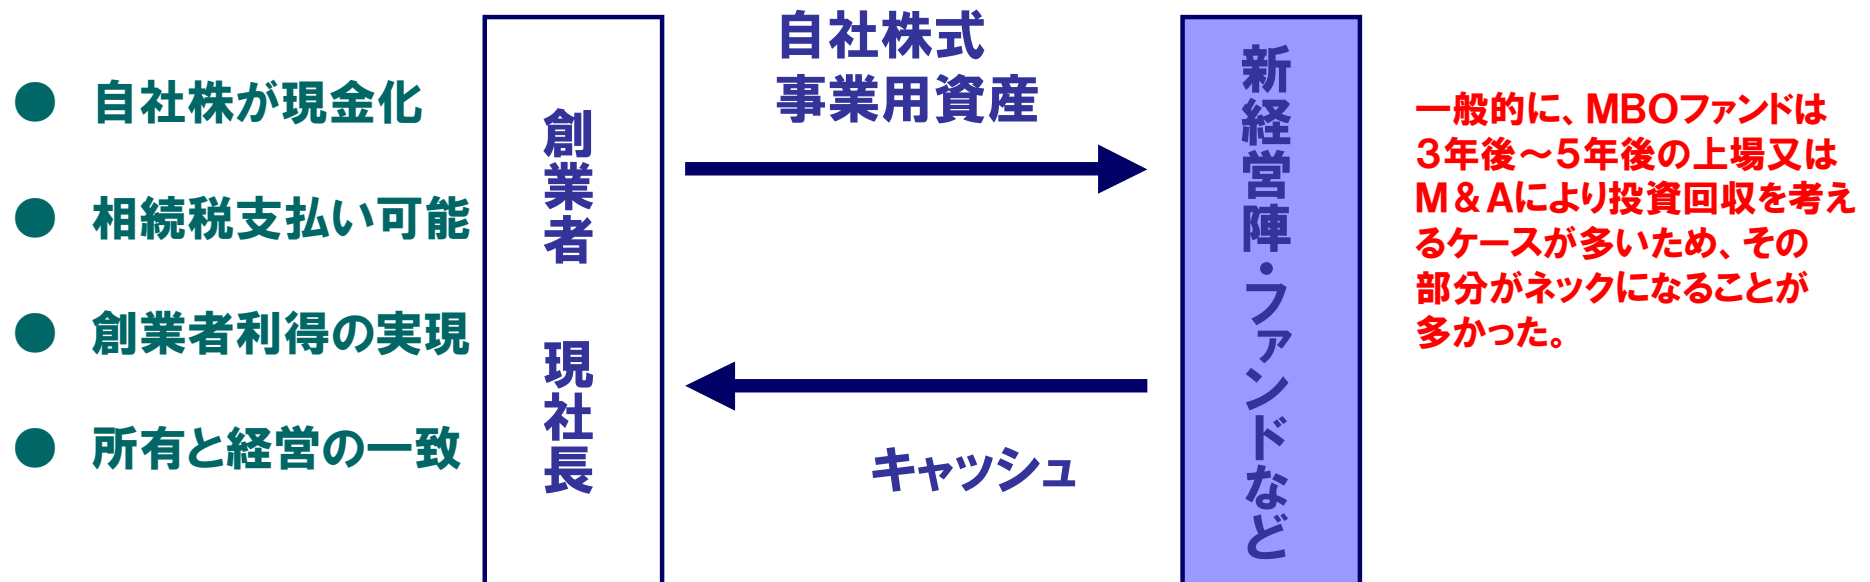 ● 自社株が現金化
● 相続税支払い可能
● 創業者利得の実現
● 所有と経営の一致
創業者　現社長
自社株式
事業用資産
キャッシュ
新経営陣・ファンドなど
一般的に、MBOファンドは
３年後～５年後の上場又は
M＆Aにより投資回収を考え
るケースが多いため、その
部分がネックになることが
多かった。